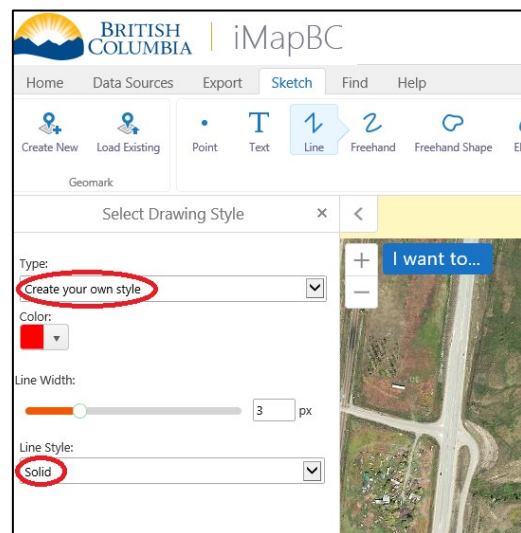 BRITISH
COLUMBIA
iMapBC
Home Data Sources Export Sketch Find Help
Create New Load Existing Point Text Line Freehand Freehand Shape
Geomark
Select Drawing Style ×
I want to...
Type:
Create your own style
Color:
Line Width:
3 px
Line Style:
Solid